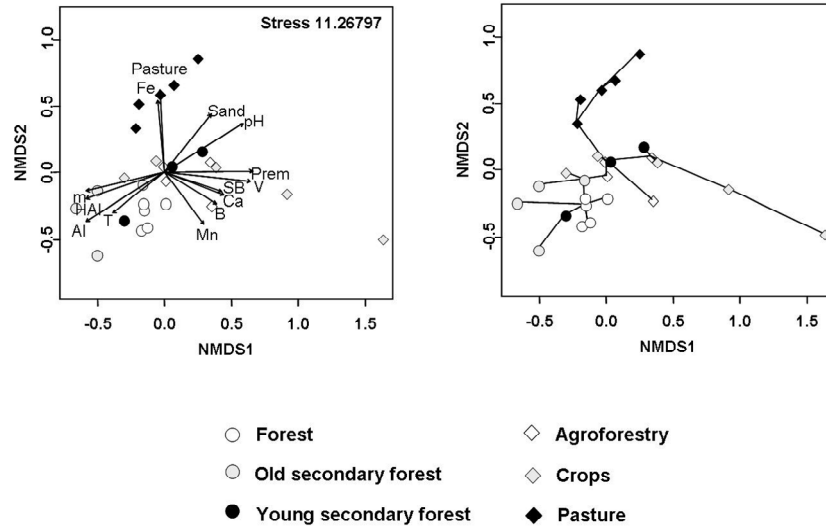 Stress 11.26797
Pasture
Fe
Sand
pH
Prem
V
SB
Ca
B
Mn
m
HAl
Al
T
NMDS2
1.0
0.5
0.0
-0.5
-0.5 0.0 0.5 1.0 1.5
NMDS1
NMDS2
1.0
0.5
0.0
-0.5
-0.5 0.0 0.5 1.0 1.5
NMDS1
Forest
Agroforestry
Old secondary forest
Crops
Young secondary forest
Pasture